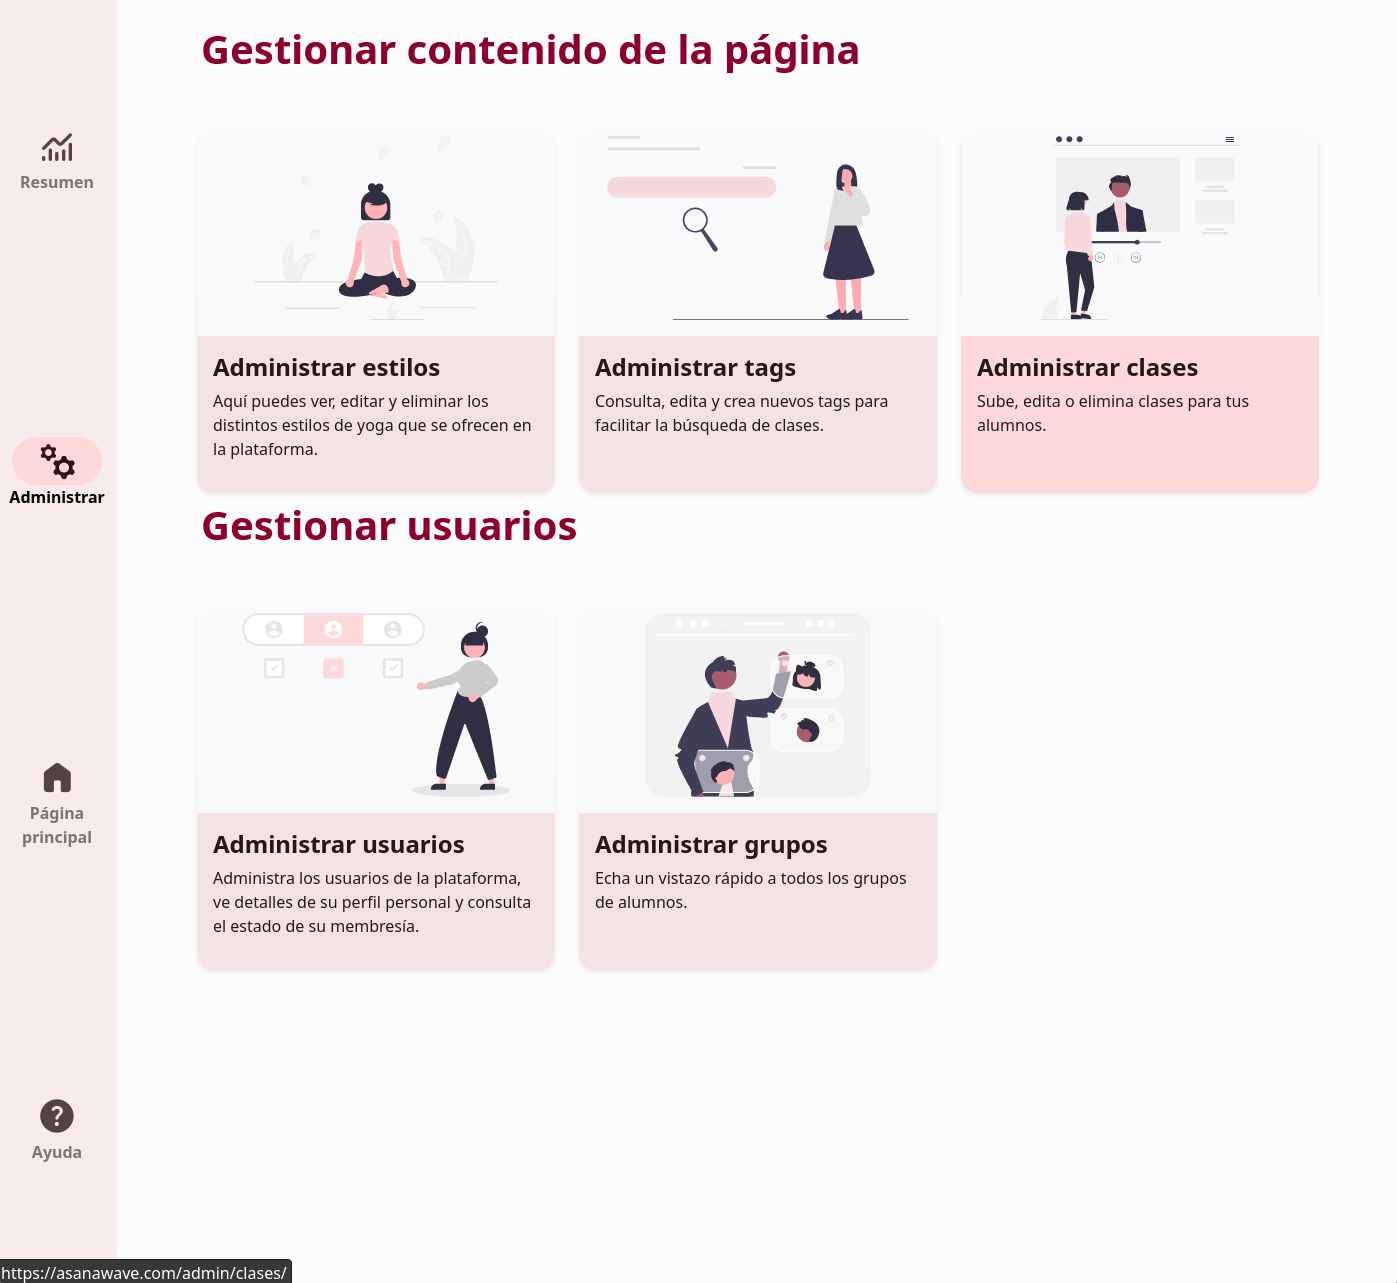 Gestionar contenido de la página
Resumen
Administrar
Página
principal
Ayuda
Administrar estilos
Aquí puedes ver, editar y eliminar los
distintos estilos de yoga que se ofrecen en
la plataforma.
Administrar tags
Consulta, edita y crea nuevos tags para
facilitar la búsqueda de clases.
Administrar clases
Sube, edita o elimina clases para tus
alumnos.
Gestionar usuarios
Administrar usuarios
Administra los usuarios de la plataforma,
ve detalles de su perfil personal y consulta
el estado de su membresía.
Administrar grupos
Echa un vistazo rápido a todos los grupos
de alumnos.
https://asanawave.com/admin/clases/